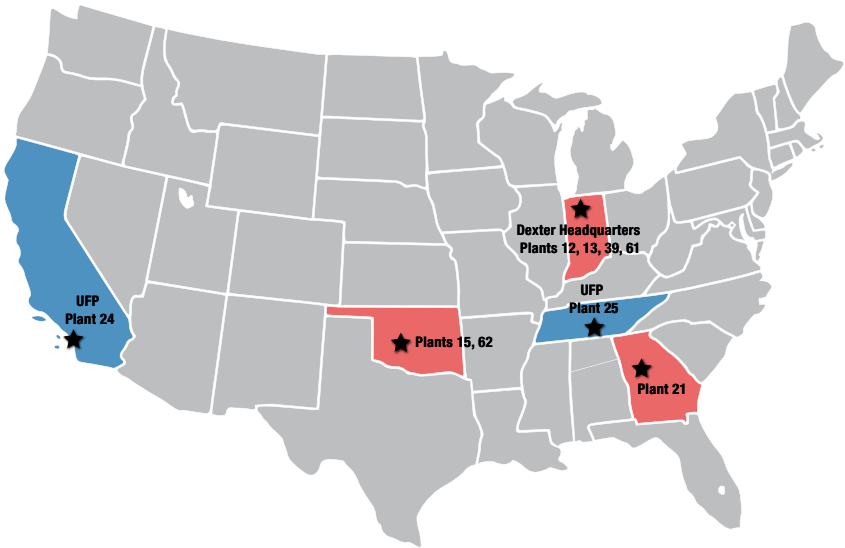 Dexter Headquarters
Plants 12, 13, 39, 61
UFP
Plant 24
UFP
Plant 25
Plants 15, 62
Plant 21